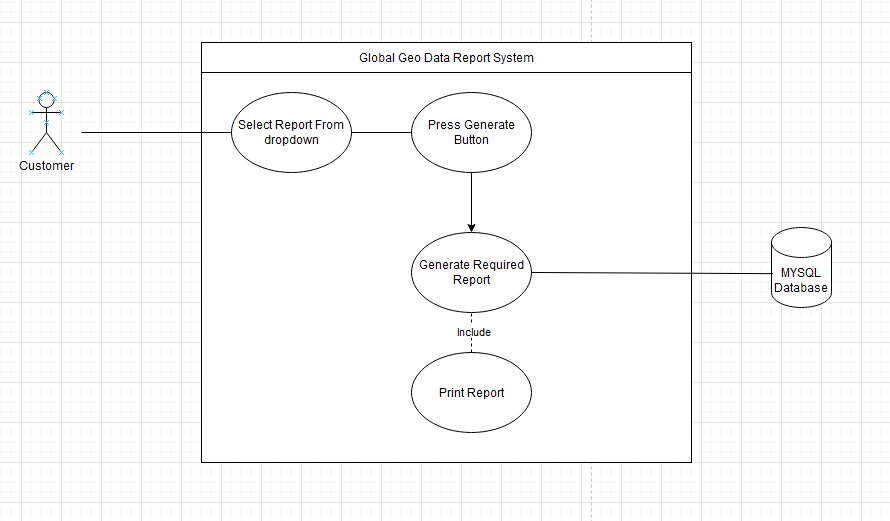 Global Geo Data Report System
Customer
Select Report From
dropdown
Press Generate
Button
Generate Required
Report
MYSQL
Database
Include
Print Report